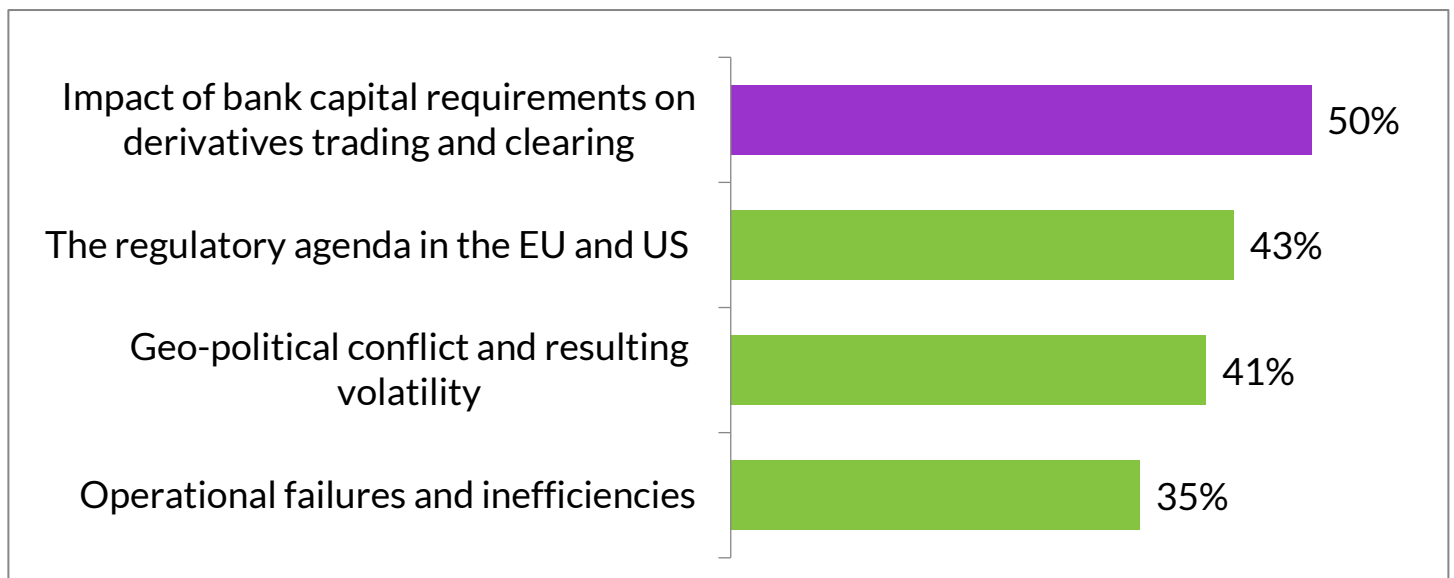 Impact of bank capital requirements on
derivatives trading and clearing
50%
The regulatory agenda in the EU and US
43%
Geo-political conflict and resulting
volatility
41%
Operational failures and inefficiencies
35%